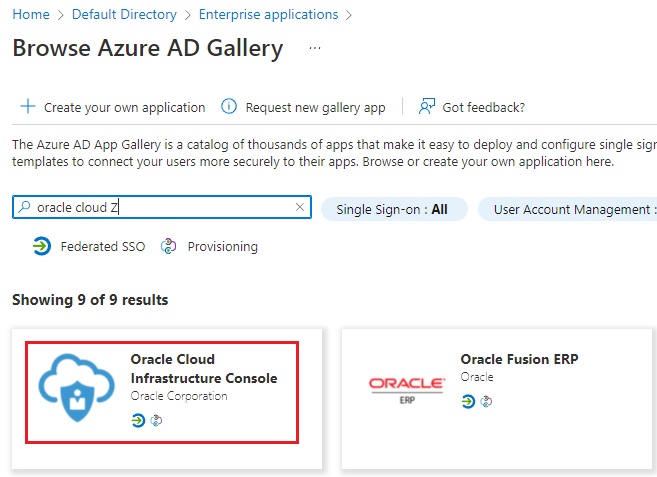 Home > Default Directory > Enterprise applications >
Browse Azure AD Gallery ...
+ Create your own application Request new gallery app Got feedback?
The Azure AD App Gallery is a catalog of thousands of apps that make it easy to deploy and configure single sign
templates to connect your users more securely to their apps. Browse or create your own application here.
oracle cloud Z × Single Sign-on : All User Account Management :
Federated SSO Provisioning
Showing 9 of 9 results
Oracle Cloud
Infrastructure Console
Oracle Corporation
Oracle Fusion ERP
Oracle
ORACLE
ERP